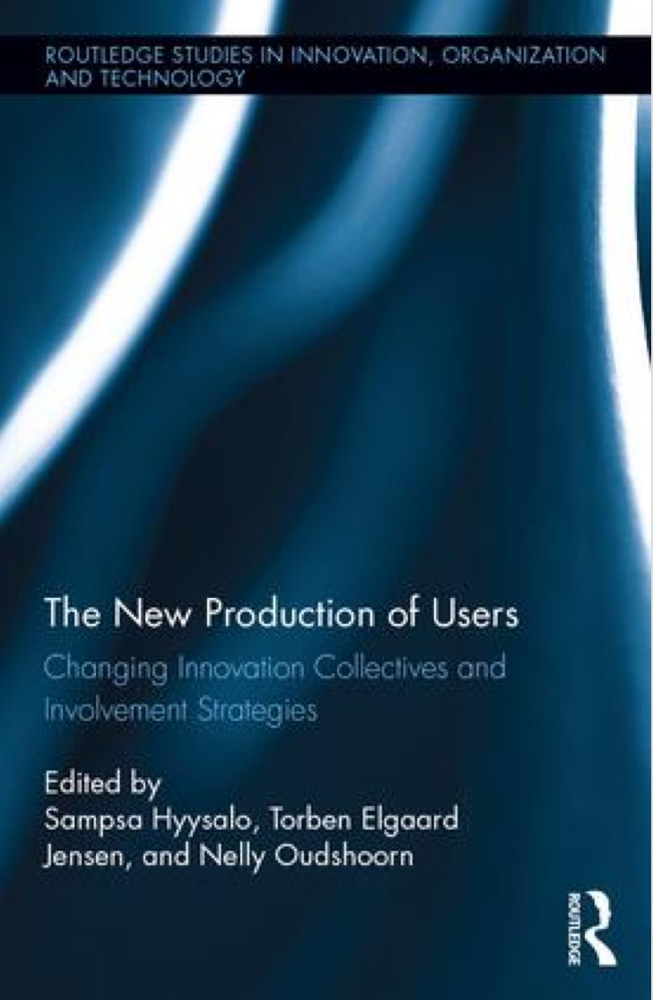 ROUTLEDGE STUDIES IN INNOVATION, ORGANIZATION
AND TECHNOLOGY
The New Production of Users
Changing Innovation Collectives and
Involvement Strategies
Edited by
Sampsa Hyysalo, Torben Elgaard
Jensen, and Nelly Oudshoorn
ROUTLEDGE